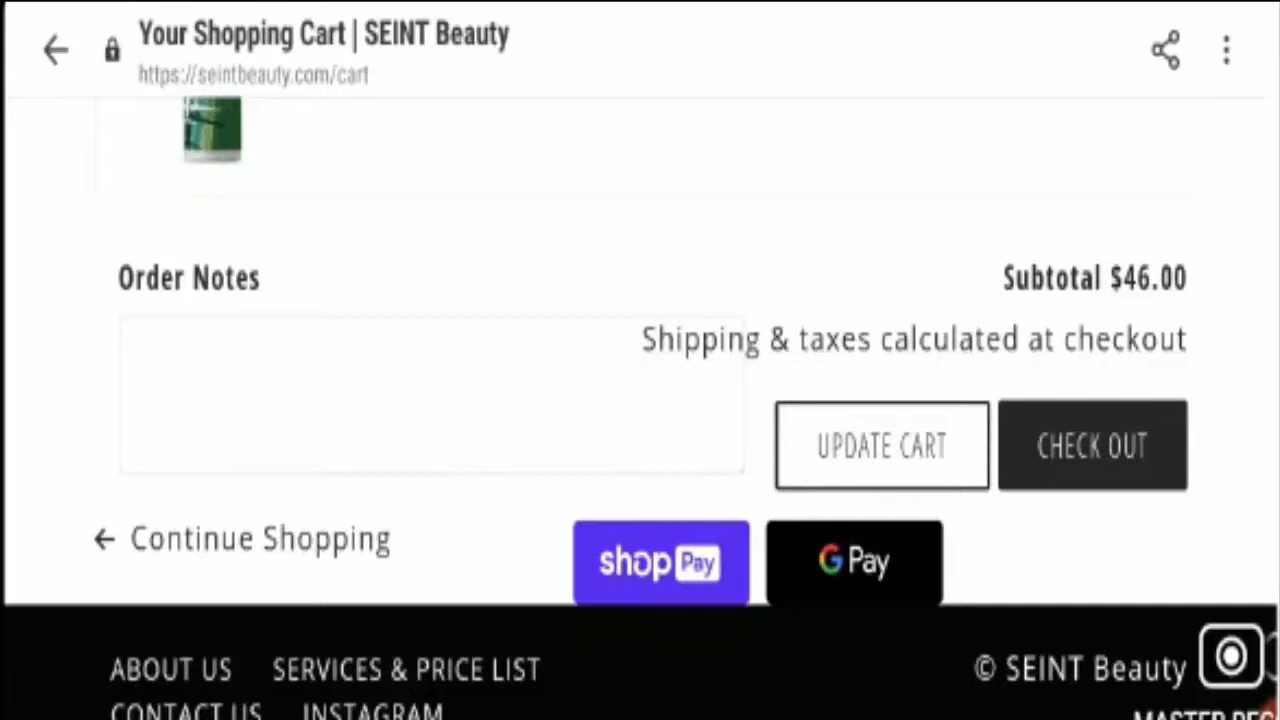 Your Shopping Cart | SEINT Beauty
https://seintbeauty.com/cart
Order Notes
Subtotal $46.00
Shipping & taxes calculated at checkout
UPDATE CART
CHECK OUT
← Continue Shopping
shop Pay
G Pay
ABOUT US SERVICES & PRICE LIST
© SEINT Beauty
CONTACT US INSTAGRAM
MASTER